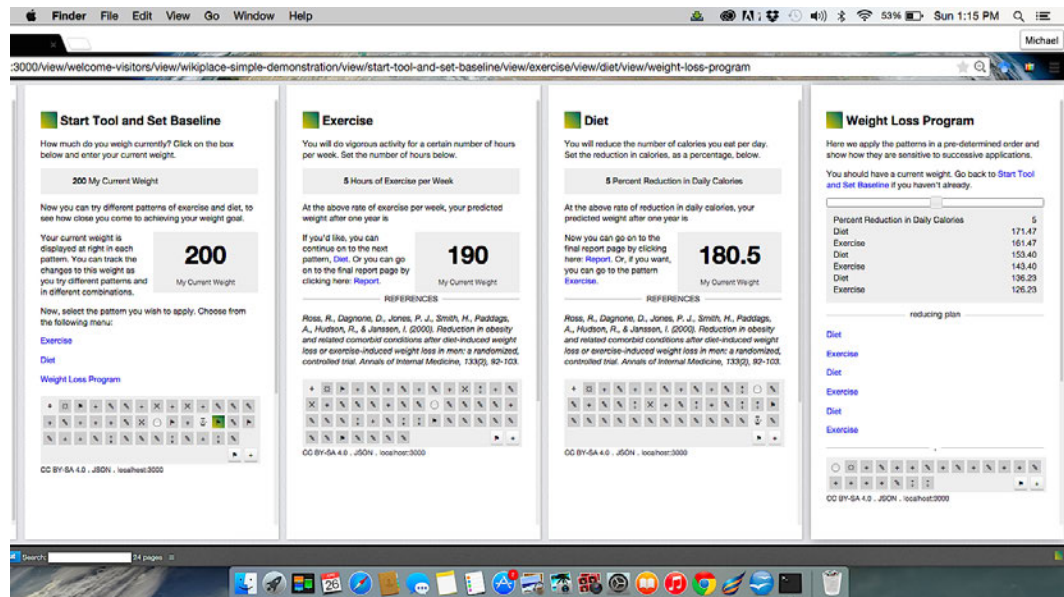 Finder File Edit View Go Window Help
53% Sun 1:15 PM
Michael
:3000/view/welcome-visitors/view/wikiplace-simple-demonstration/view/start-tool-and-set-baseline/view/exercise/view/diet/view/weight-loss-program
Start Tool and Set Baseline
How much do you weigh currently? Click on the box
below and enter your current weight.
200 My Current Weight
Now you can try different patterns of exercise and diet, to
see how close you come to achieving your weight goal.
Your current weight is
displayed at right in each
pattern. You can track the
changes to this weight as
you try different patterns and
in different combinations.
200
My Current Weight
Now, select the pattern you wish to apply. Choose from
the following menu:
Exercise
Diet
Weight Loss Program
CC BY-SA 4.0 . JSON . localhost:3000
Exercise
You will do vigorous activity for a certain number of hours
per week. Set the number of hours below.
5 Hours of Exercise per Week
At the above rate of exercise per week, your predicted
weight after one year is
If you'd like, you can
continue on to the next
pattern, Diet. Or you can go
on to the final report page by
clicking here: Report.
190
My Current Weight
REFERENCES
Ross, R., Dagnone, D., Jones, P. J., Smith, H., Paddags,
A., Hudson, R., & Janssen, I. (2000). Reduction in obesity
and related comorbid conditions after diet-induced weight
loss or exercise-induced weight loss in men: a randomized,
controlled trial. Annals of Internal Medicine, 133(2), 92-103.
CC BY-SA 4.0 . JSON . localhost:3000
Diet
You will reduce the number of calories you eat per day.
Set the reduction in calories, as a percentage, below.
5 Percent Reduction in Daily Calories
At the above rate of reduction in daily calories, your
predicted weight after one year is
Now you can go on to the
final report page by clicking
here: Report. Or, if you want,
you can go to the pattern
Exercise.
180.5
My Current Weight
REFERENCES
Ross, R., Dagnone, D., Jones, P. J., Smith, H., Paddags,
A., Hudson, R., & Janssen, I. (2000). Reduction in obesity
and related comorbid conditions after diet-induced weight
loss or exercise-induced weight loss in men: a randomized,
controlled trial. Annals of Internal Medicine, 133(2), 92-103.
CC BY-SA 4.0 . JSON . localhost:3000
Weight Loss Program
Here we apply the patterns in a pre-determined order and
show how they are sensitive to successive applications.
You should have a current weight. Go back to Start Tool
and Set Baseline if you haven't already.
Percent Reduction in Daily Calories 5
Diet 171.47
Exercise 161.47
Diet 153.40
Exercise 143.40
Diet 136.23
Exercise 126.23
reducing plan
Diet
Exercise
Diet
Exercise
Diet
Exercise
CC BY-SA 4.0 . JSON . localhost:3000
Search: 24 pages
26